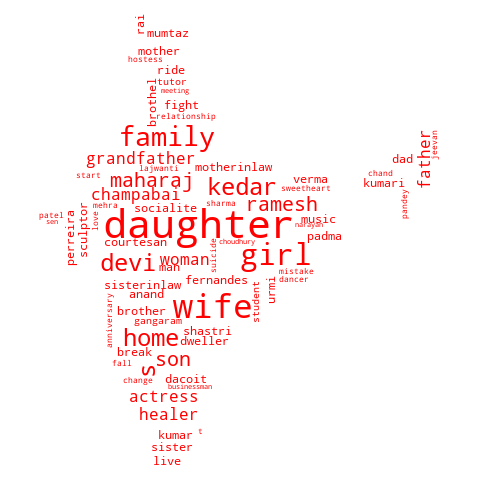 rai
mumtaz
mother
hostess
ride
tutor
meeting
brothel
fight
relationship
family
father
jeevan
grandfather
dad
lajwanti
motherinlaw
chand
start
maharaj
kedar
verma
kumari
sweetheart
champabai
ramesh
pandey
mehra
sharma
patel
sen
perreira
sculptor
love
socialite
daughter
music
narayan
courtesan
choudhury
girl
padma
devi
man
woman
suicide
mistake
dancer
sisterinlaw
fernandes
student
urmi
anniversary
anand
wife
brother
gangaram
home
shastri
dweller
break
son
fall
s
change
dacoit
businessman
actress
healer
kumar
t
sister
live